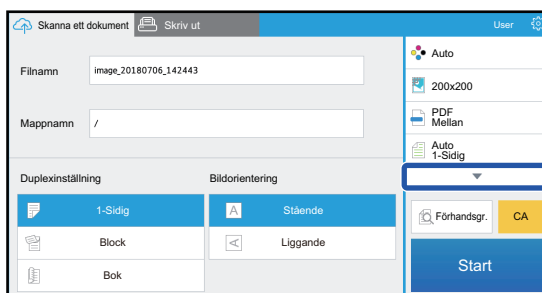 Skanna ett dokument
Skriv ut
User
Filnamn
image_20180706_142443
Mappnamn
/
Duplexinställning
Bildorientering
1-Sidig
Block
Bok
A
Stående
A
Liggande
Auto
200x200
PDF
Mellan
Auto
1-Sidig
Förhandsgr.
CA
Start